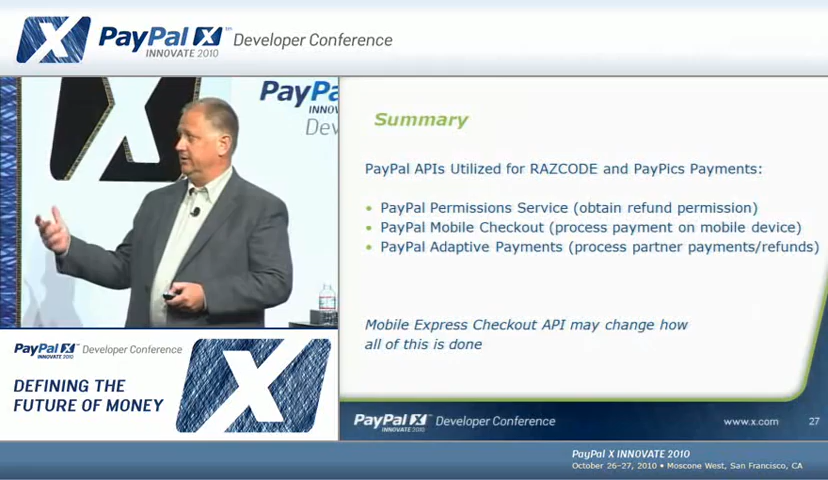 PayPal X
INNOVATE 2010
Developer Conference
PayPa
INNOV
Dev
Summary
PayPal APIs Utilized for RAZCODE and PayPics Payments:
• PayPal Permissions Service (obtain refund permission)
• PayPal Mobile Checkout (process payment on mobile device)
• PayPal Adaptive Payments (process partner payments/refunds)
Mobile Express Checkout API may change how
all of this is done
PayPal X Developer Conference
INNOVATE 2010
DEFINING THE
FUTURE OF MONEY
X
PayPal X Developer Conference
INNOVATE 2010
www.x.com 27
PayPal X INNOVATE 2010
October 26-27, 2010 • Moscone West, San Francisco, CA